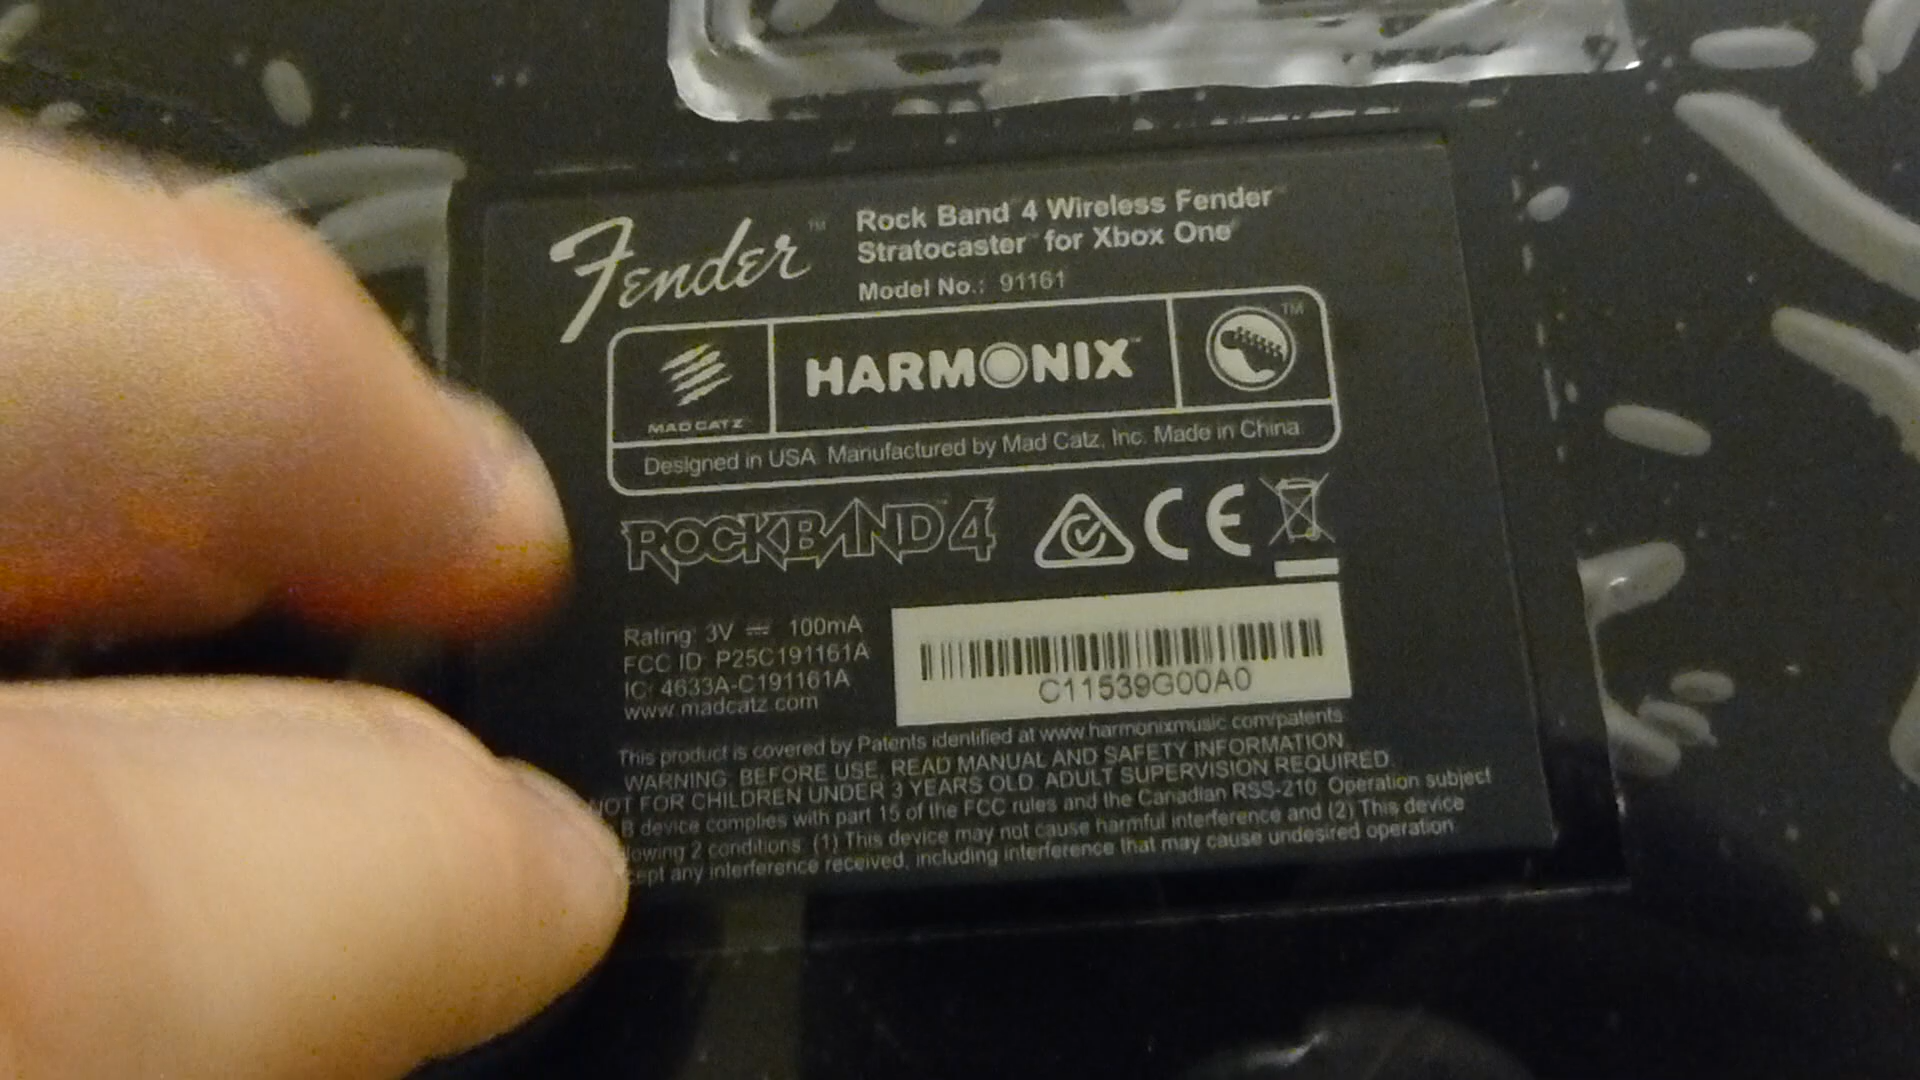 Fender™
Rock Band™ 4 Wireless Fender™
Stratocaster™ for Xbox One™
Model No.: 91161
MAD CATZ
HARMONIX™
TM
Designed in USA. Manufactured by Mad Catz, Inc. Made in China.
ROCKBAND 4
CE
Rating: 3V ⎓ 100mA
FCC ID: P25C191161A
IC: 4633A-C191161A
www.madcatz.com
C11539G00A0
This product is covered by Patents identified at www.harmonixmusic.com/patents.
WARNING: BEFORE USE, READ MANUAL AND SAFETY INFORMATION.
NOT FOR CHILDREN UNDER 3 YEARS OLD. ADULT SUPERVISION REQUIRED.
B device complies with part 15 of the FCC rules and the Canadian RSS-210. Operation subject
2 conditions: (1) This device may not cause harmful interference and (2) This device
any interference received, including interference that may cause undesired operation.